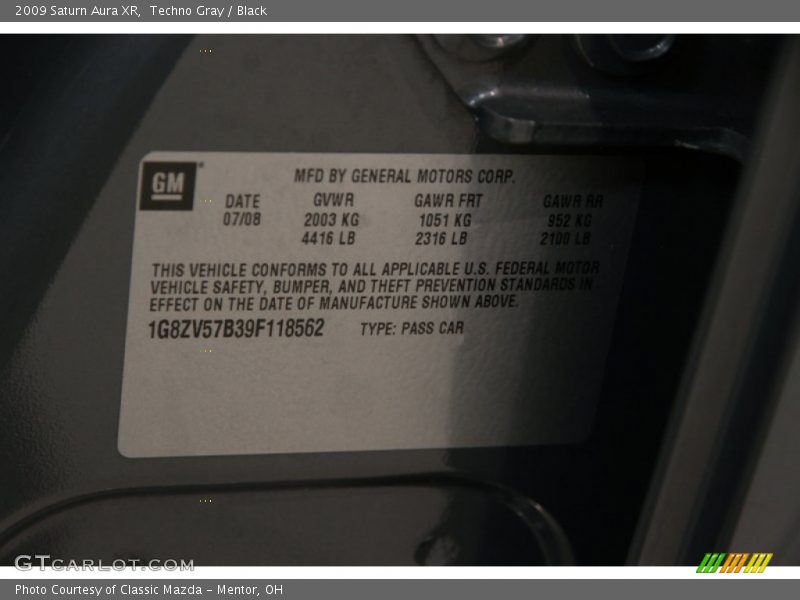 2009 Saturn Aura XR, Techno Gray / Black
GM
MFD BY GENERAL MOTORS CORP.
DATE GVWR GAWR FRT GAWR RR
07/08 2003 KG 1051 KG 952 KG
4416 LB 2316 LB 2100 LB
THIS VEHICLE CONFORMS TO ALL APPLICABLE U.S. FEDERAL MOTOR
VEHICLE SAFETY, BUMPER, AND THEFT PREVENTION STANDARDS IN
EFFECT ON THE DATE OF MANUFACTURE SHOWN ABOVE.
1G8ZV57B39F118562 TYPE: PASS CAR
GTCARLOT.COM
Photo Courtesy of Classic Mazda - Mentor, OH